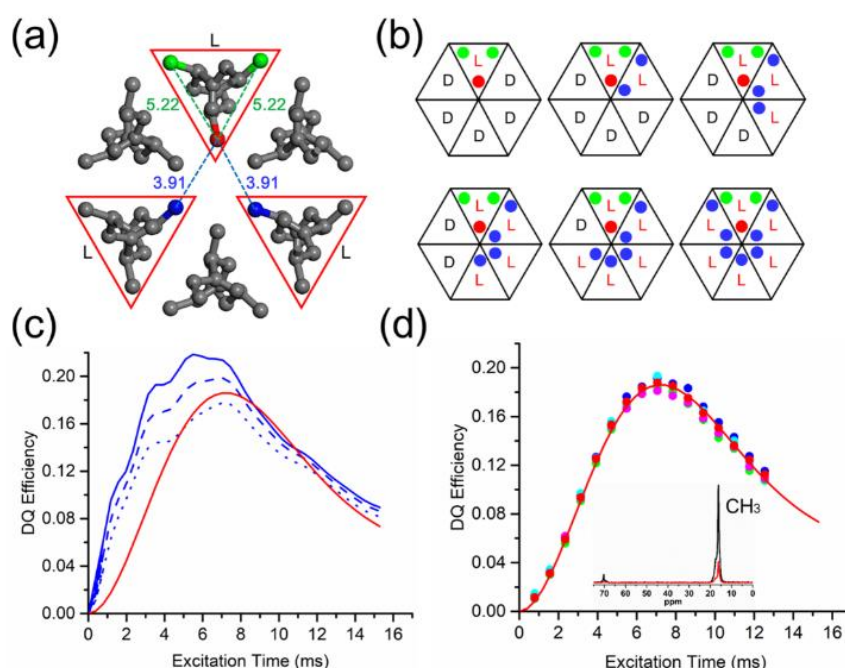 (a)
L
5.22 5.22
3.91 3.91
L L
(b)
L D D D D D
L L D D D D
L L L D D D
L L L D D D
L L L L D D
L L L L L L
(c)
DQ Efficiency
0.20
0.16
0.12
0.08
0.04
0.00
0 2 4 6 8 10 12 14 16
Excitation Time (ms)
(d)
DQ Efficiency
0.20
0.16
0.12
0.08
0.04
0.00
CH3
70 60 50 40 30 20 10 0
ppm
0 2 4 6 8 10 12 14 16
Excitation Time (ms)